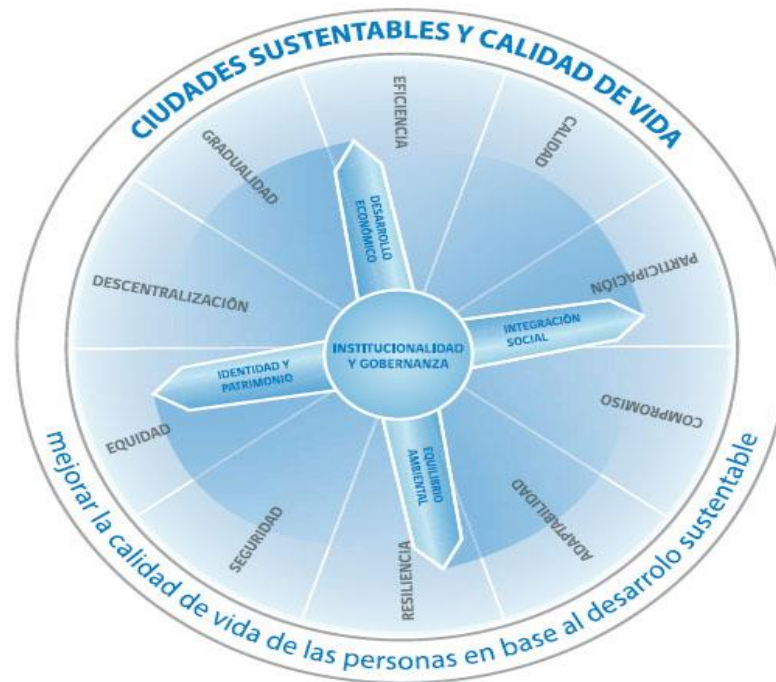 CIUDADES SUSTENTABLES Y CALIDAD DE VIDA
EFICIENCIA
CALIDAD
GRADUALIDAD
PARTICIPACIÓN
DESCENTRALIZACIÓN
DESARROLLO
ECONÓMICO
INTEGRACIÓN
SOCIAL
INSTITUCIONALIDAD
Y GOBERNANZA
IDENTIDAD Y
PATRIMONIO
COMPROMISO
EQUIDAD
EQUILIBRIO
AMBIENTAL
SEGURIDAD
ADAPTABILIDAD
RESILIENCIA
mejorar la calidad de vida de las personas en base al desarrolo sustentable